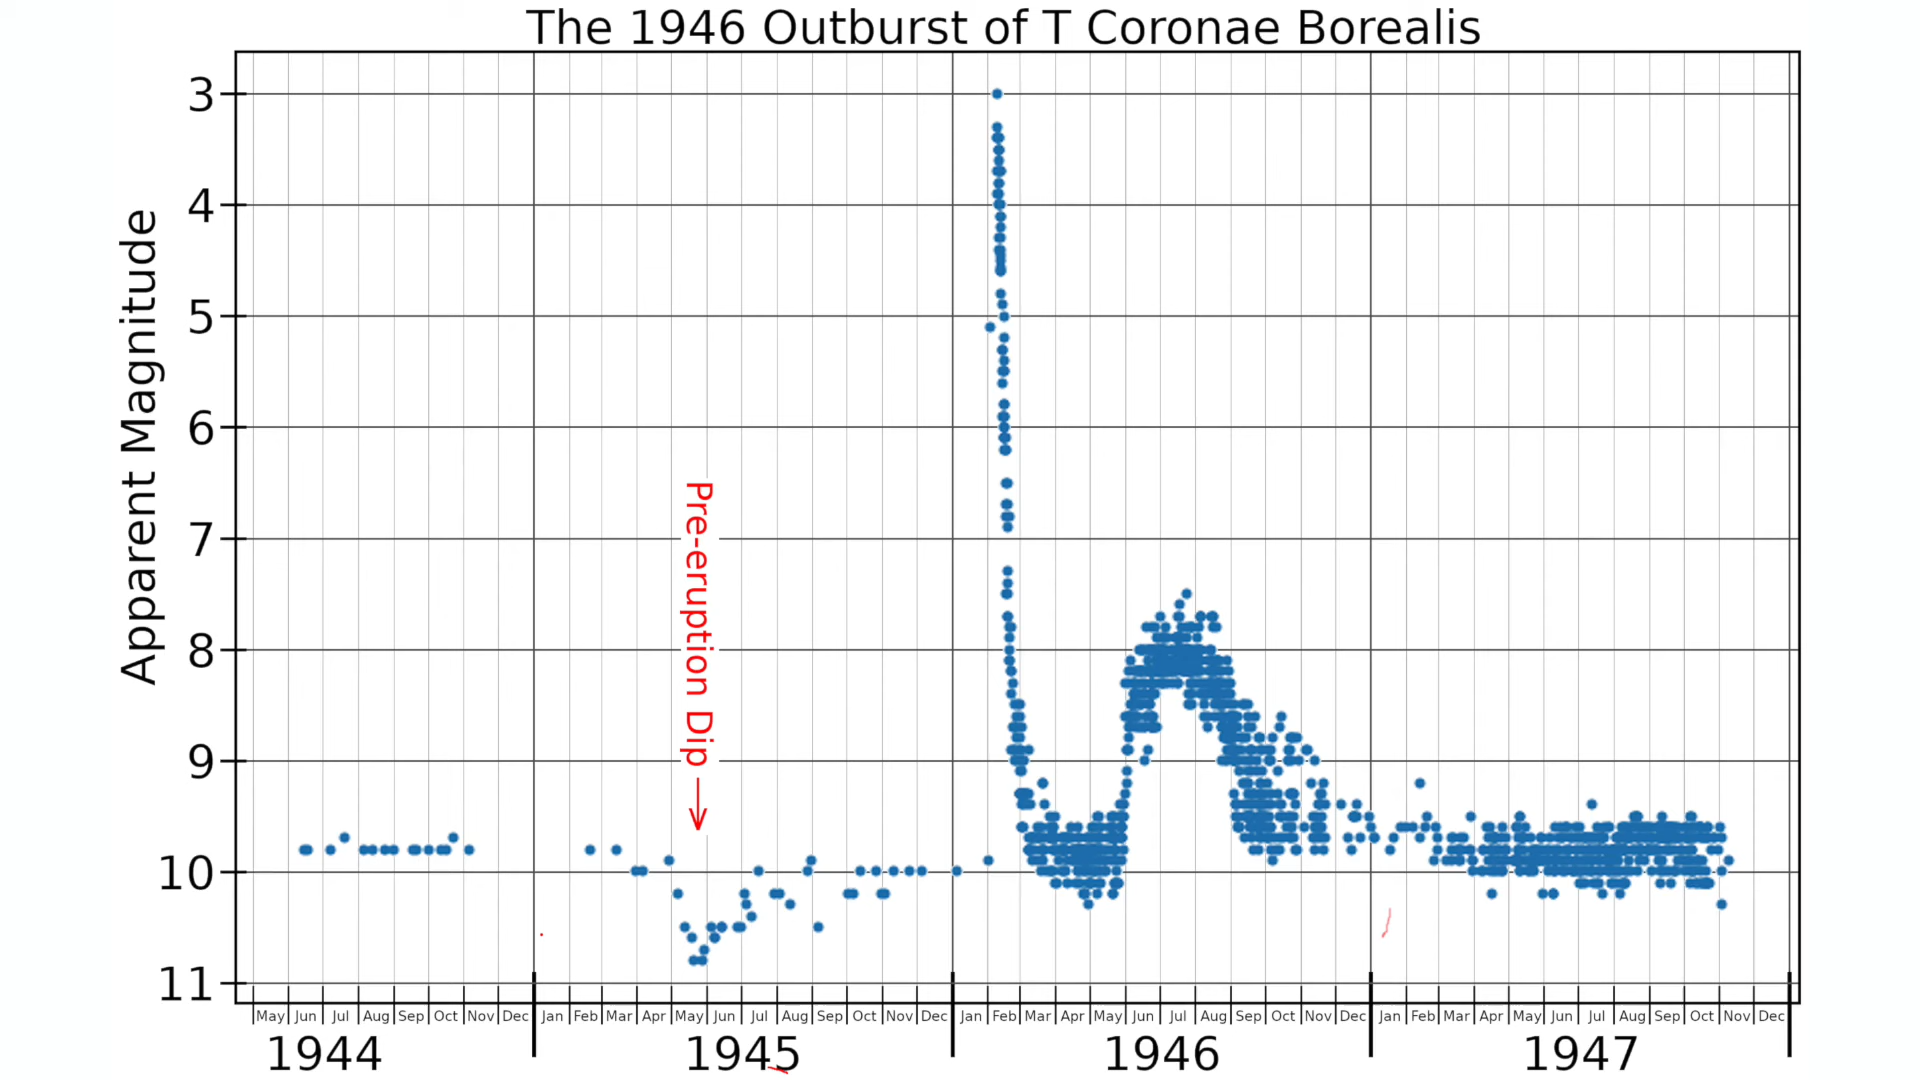 The 1946 Outburst of T Coronae Borealis
Apparent Magnitude
3
4
5
6
7
8
9
10
11
Pre-eruption Dip
May Jun Jul Aug Sep Oct Nov Dec Jan Feb Mar Apr May Jun Jul Aug Sep Oct Nov Dec Jan Feb Mar Apr May Jun Jul Aug Sep Oct Nov Dec Jan Feb Mar Apr May Jun Jul Aug Sep Oct Nov Dec
1944 1945 1946 1947